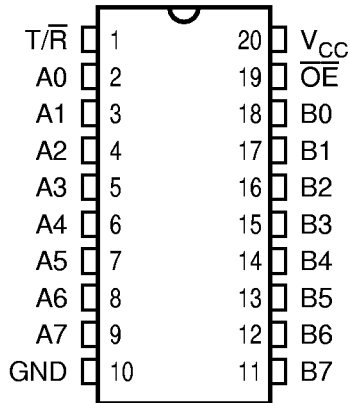 T/R̅ 1 20 VCC
A0 2 19 O̅E̅
A1 3 18 B0
A2 4 17 B1
A3 5 16 B2
A4 6 15 B3
A5 7 14 B4
A6 8 13 B5
A7 9 12 B6
GND 10 11 B7